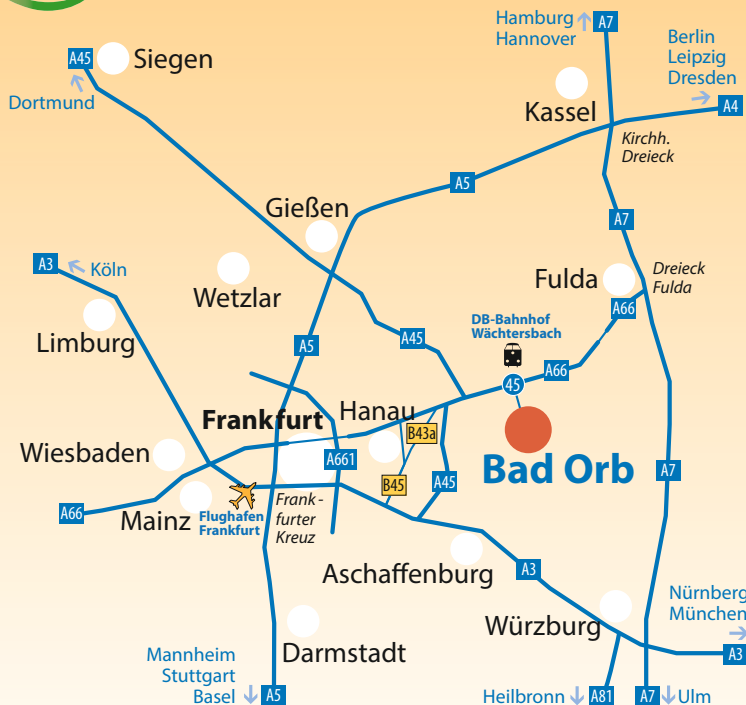 Hamburg
Hannover
A7
Berlin
Leipzig
Dresden
A45
Siegen
Dortmund
Kassel
A4
Kirchh.
Dreieck
A5
Gießen
A7
A3
Köln
Wetzlar
Fulda
Dreieck
Fulda
A66
Limburg
DB-Bahnhof
Wächtersbach
A5
A45
A66
45
Frankfurt
Hanau
B43a
Wiesbaden
A661
Bad Orb
A7
B45
A45
A66
Mainz
Flughafen
Frankfurt
Frank-
furter
Kreuz
Aschaffenburg
A3
Nürnberg
München
Würzburg
A3
Darmstadt
Mannheim
Stuttgart
Basel
A5
Heilbronn
A81
A7
Ulm